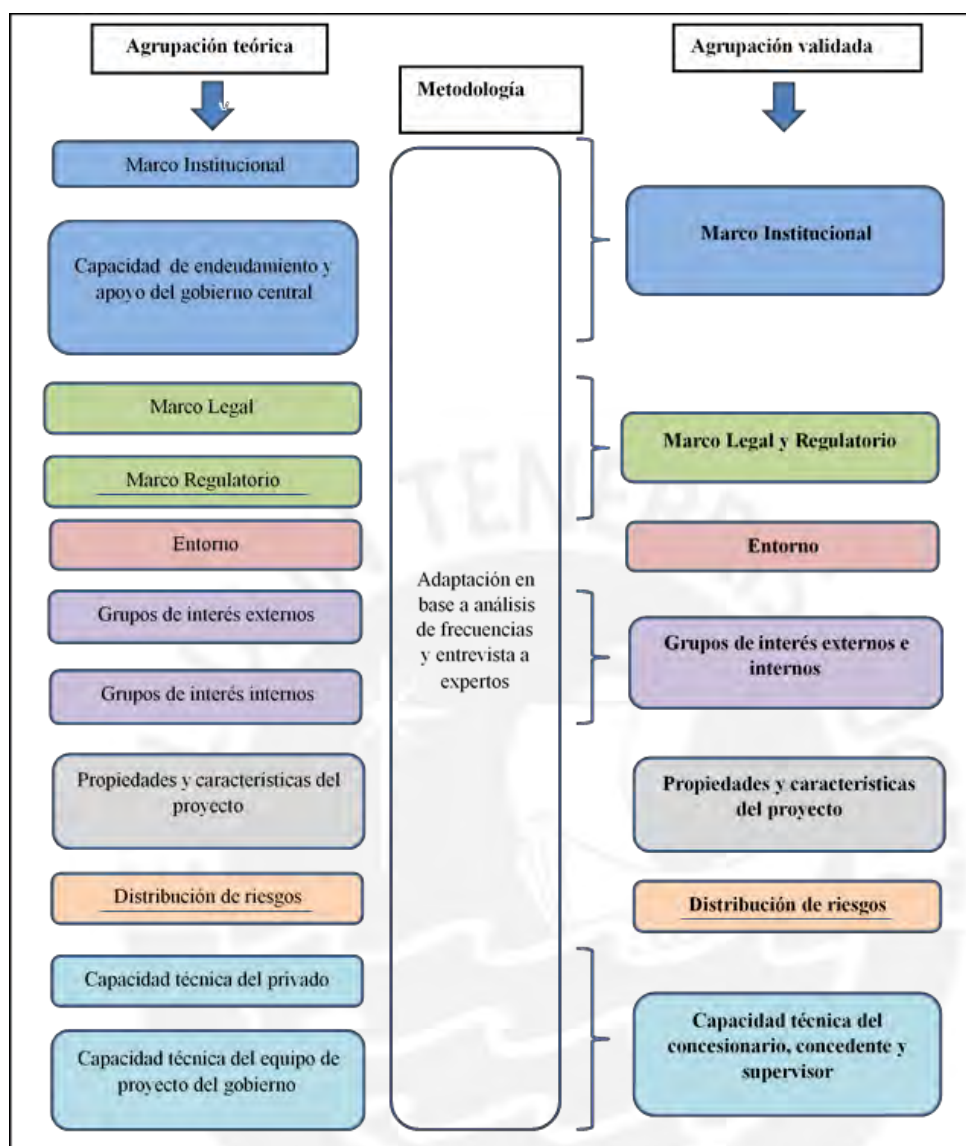 Agrupación teórica
Metodología
Agrupación validada
Marco Institucional
Capacidad de endeudamiento y
apoyo del gobierno central
Marco Legal
Marco Regulatorio
Entorno
Grupos de interés externos
Grupos de interés internos
Propiedades y características del
proyecto
Distribución de riesgos
Capacidad técnica del privado
Capacidad técnica del equipo de
proyecto del gobierno
Adaptación en
base a análisis
de frecuencias
y entrevista a
expertos
Marco Institucional
Marco Legal y Regulatorio
Entorno
Grupos de interés externos e
internos
Propiedades y características
del proyecto
Distribución de riesgos
Capacidad técnica del
concesionario, concedente y
supervisor